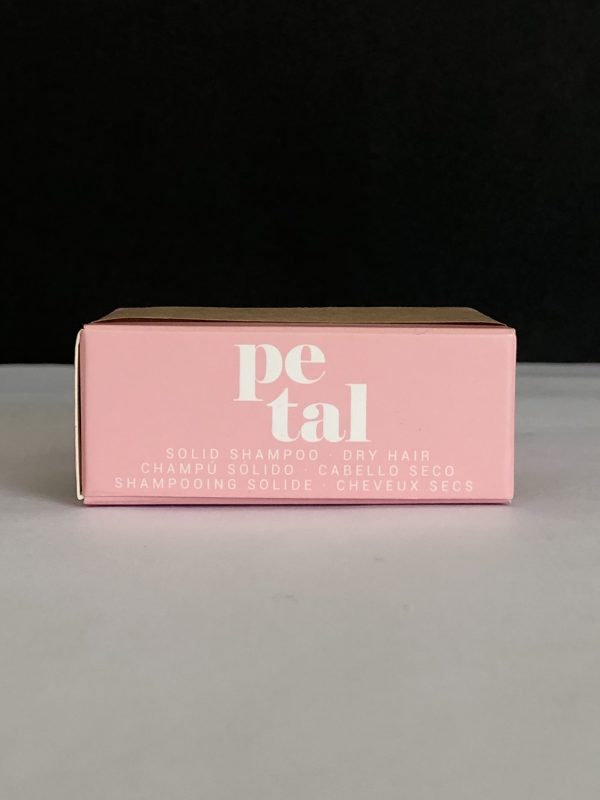 pe
tal
SOLID SHAMPOO · DRY HAIR
CHAMPÚ SÓLIDO · CABELLO SECO
SHAMPOOING SOLIDE · CHEVEUX SECS